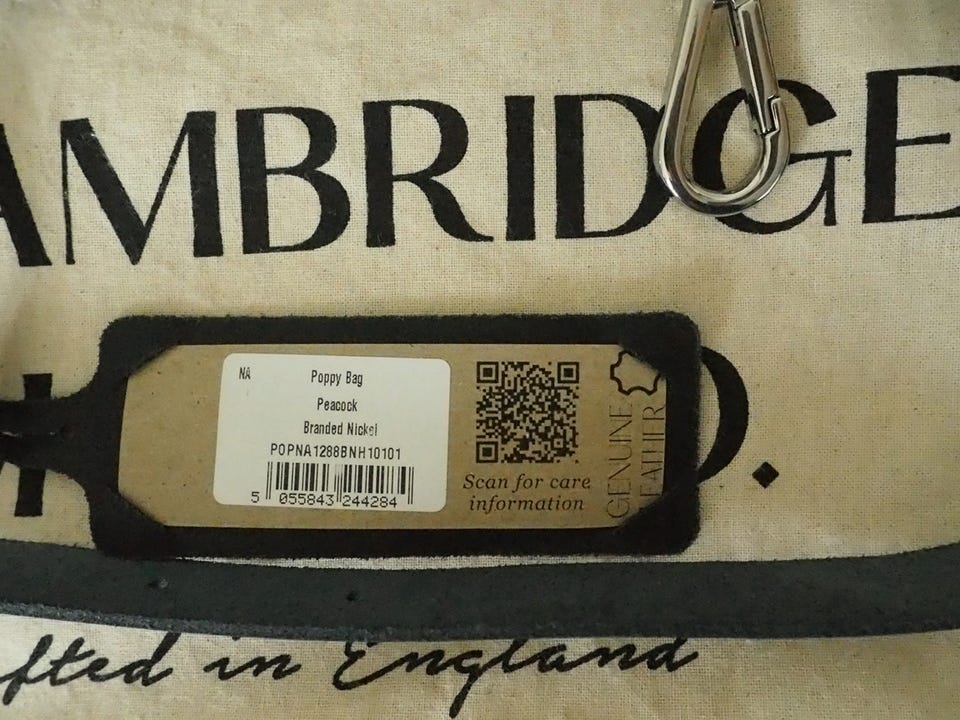 AMBRIDGE
NA
Poppy Bag
Peacock
Branded Nickel
POPNA1288BNH10101
5 055843 244284
Scan for care
information
GENUINE
LEATHER
fted in England